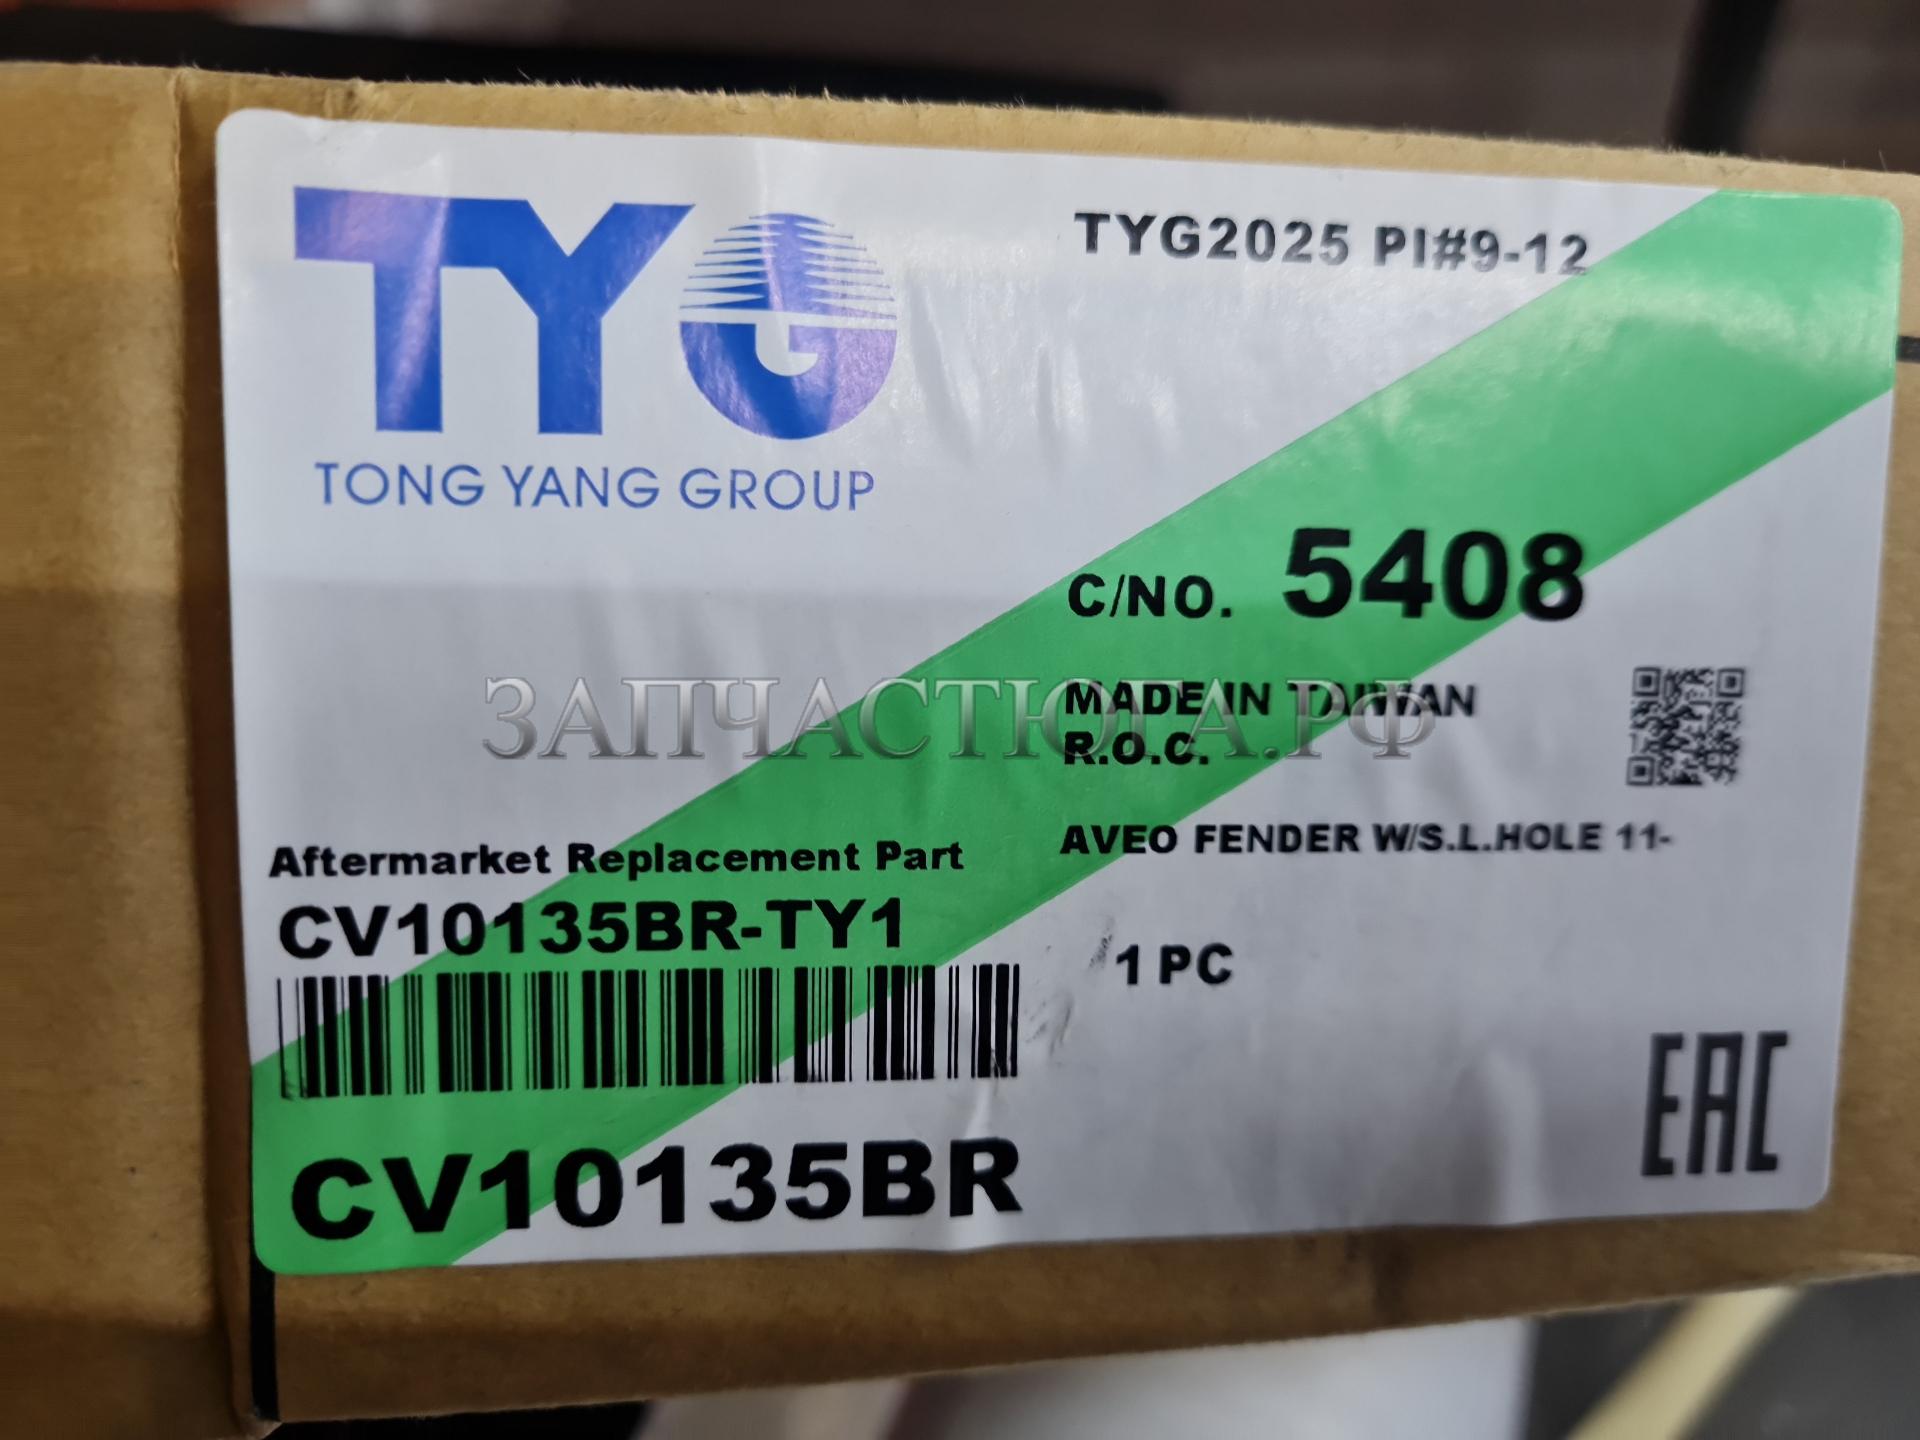 TYG
TYG2025 PI#9-12
TONG YANG GROUP
C/NO. 5408
MADE IN TAIWAN
R.O.C.
ЗАПЧАСТЮГА.РФ
AVEO FENDER W/S.L.HOLE 11-
Aftermarket Replacement Part
CV10135BR-TY1
1 PC
CV10135BR
EAC